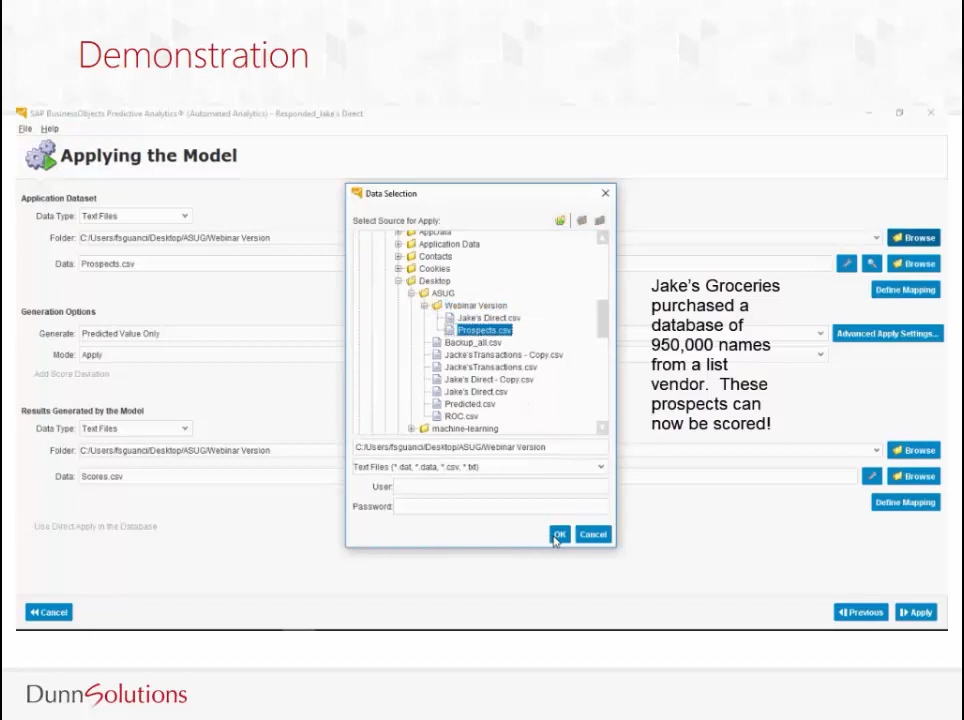 Demonstration
SAP BusinessObjects Predictive Analytics® (Automated Analytics) - Responded_Jake's Direct
File Help
Applying the Model
Application Dataset
Data Type: Text Files
Folder: C:/Users/fsguanci/Desktop/ASUG/Webinar Version
Browse
Data: Prospects.csv
Browse
Define Mapping
Generation Options
Generate: Predicted Value Only
Advanced Apply Settings...
Mode: Apply
Add Score Deviation
Results Generated by the Model
Data Type: Text Files
Folder: C:/Users/fsguanci/Desktop/ASUG/Webinar Version
Browse
Data: Scores.csv
Browse
Define Mapping
Use Direct Apply in the Database
Data Selection
Select Source for Apply:
AppData
Application Data
Contacts
Cookies
Desktop
ASUG
Webinar Version
Jake's Direct.csv
Prospects.csv
Backup_all.csv
Jacke'sTransactions - Copy.csv
Jacke'sTransactions.csv
Jake's Direct - Copy.csv
Jake's Direct.csv
Predicted.csv
ROC.csv
machine-learning
C:/Users/fsguanci/Desktop/ASUG/Webinar Version
Text Files (*.dat, *.data, *.csv, *.txt)
User:
Password:
OK Cancel
Jake's Groceries
purchased a
database of
950,000 names
from a list
vendor. These
prospects can
now be scored!
Cancel
Previous
Apply
DunnSolutions